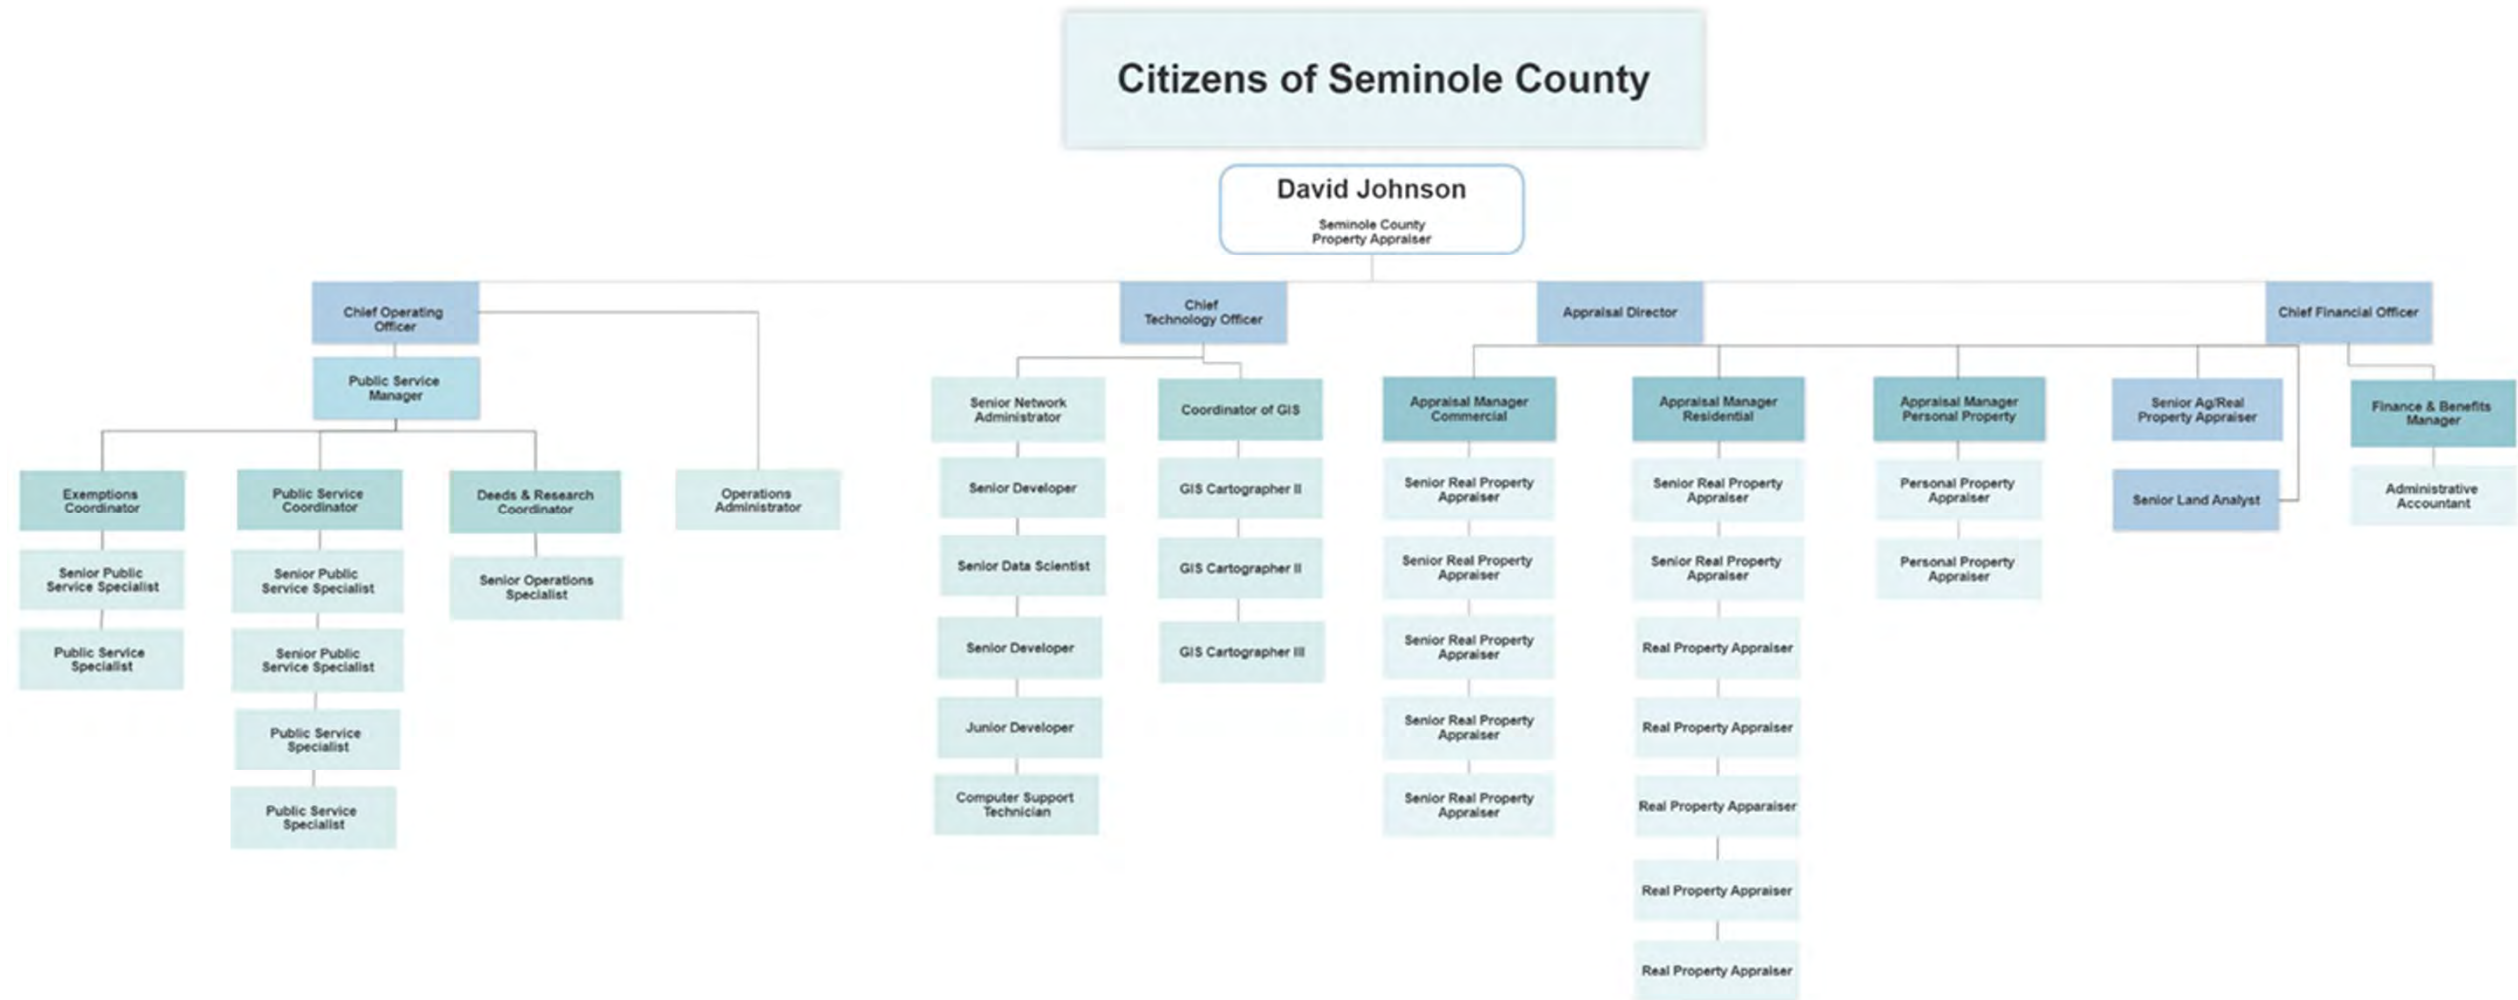 Citizens of Seminole County
David Johnson
Seminole County
Property Appraiser
Chief Operating
Officer
Chief
Technology Officer
Appraisal Director
Chief Financial Officer
Public Service
Manager
Senior Network
Administrator
Coordinator of GIS
Appraisal Manager
Commercial
Appraisal Manager
Residential
Appraisal Manager
Personal Property
Senior Ag/Real
Property Appraiser
Finance & Benefits
Manager
Exemptions
Coordinator
Public Service
Coordinator
Deeds & Research
Coordinator
Operations
Administrator
Senior Developer
GIS Cartographer II
Senior Real Property
Appraiser
Senior Real Property
Appraiser
Personal Property
Appraiser
Senior Land Analyst
Administrative
Accountant
Senior Public
Service Specialist
Senior Public
Service Specialist
Senior Operations
Specialist
Senior Data Scientist
GIS Cartographer II
Senior Real Property
Appraiser
Senior Real Property
Appraiser
Personal Property
Appraiser
Public Service
Specialist
Senior Public
Service Specialist
Senior Developer
GIS Cartographer III
Senior Real Property
Appraiser
Real Property Appraiser
Public Service
Specialist
Junior Developer
Senior Real Property
Appraiser
Real Property Appraiser
Public Service
Specialist
Computer Support
Technician
Senior Real Property
Appraiser
Real Property Apparaiser
Real Property Appraiser
Real Property Appraiser